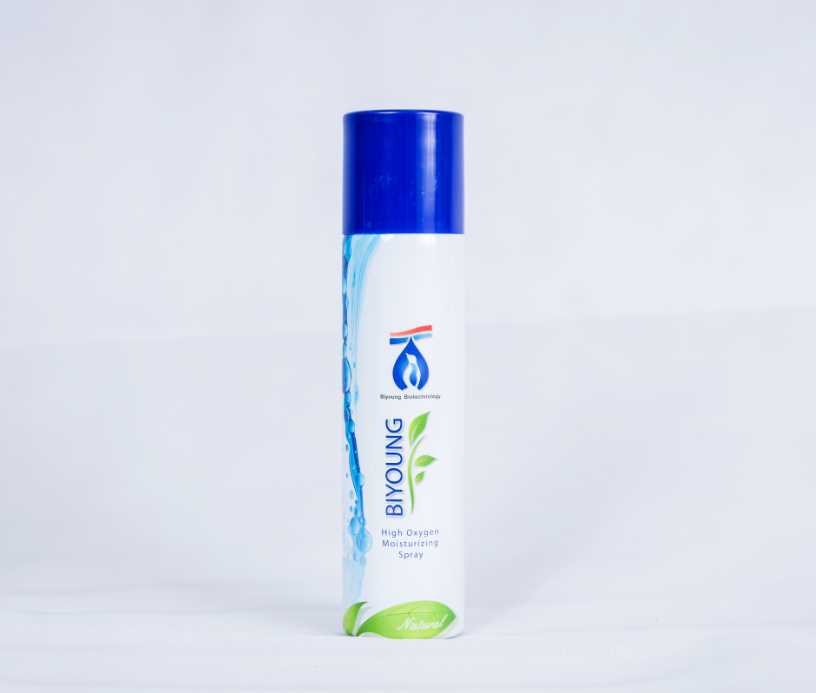 Biyoung Biotechnology
BIYOUNG
High Oxygen
Moisturizing
Spray
Natural